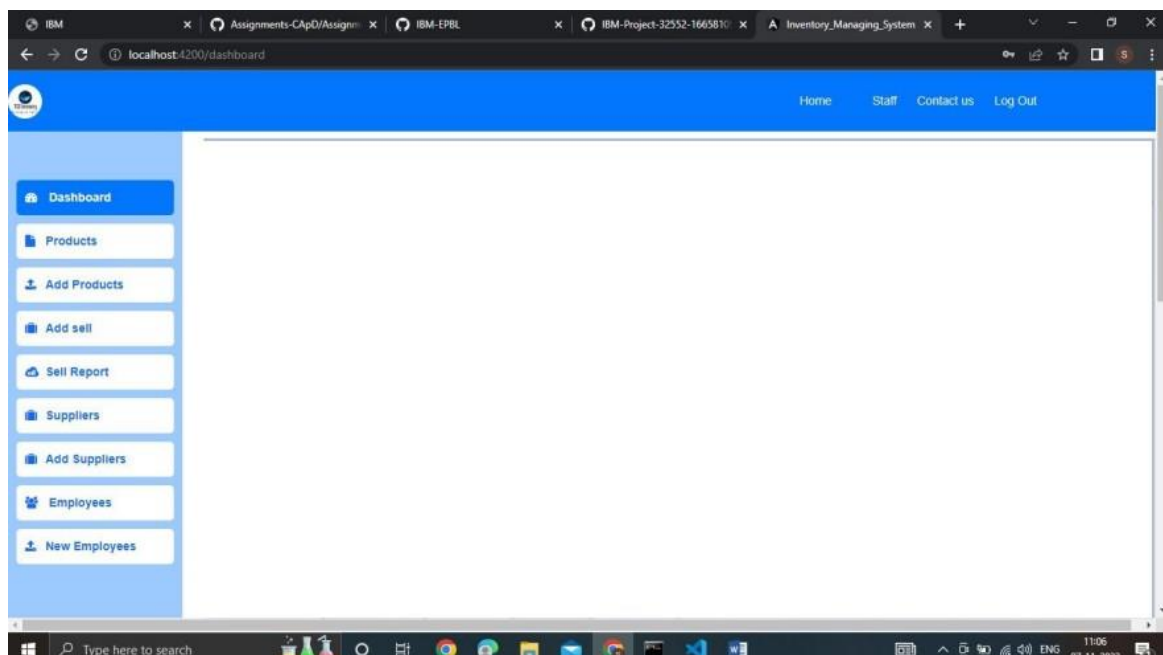 IBM
Assignments-CApD/Assignm
IBM-EPBL
IBM-Project-32552-1665810
Inventory_Managing_System
localhost:4200/dashboard
S
Home Staff Contact us Log Out
Dashboard
Products
Add Products
Add sell
Sell Report
Suppliers
Add Suppliers
Employees
New Employees
Type here to search
ENG
11:06